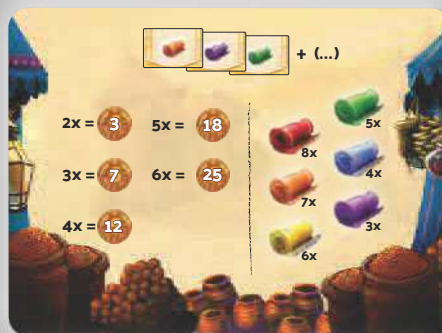 + (...)
2x = 3
5x = 18
3x = 7
6x = 25
4x = 12
8x
5x
7x
4x
6x
3x